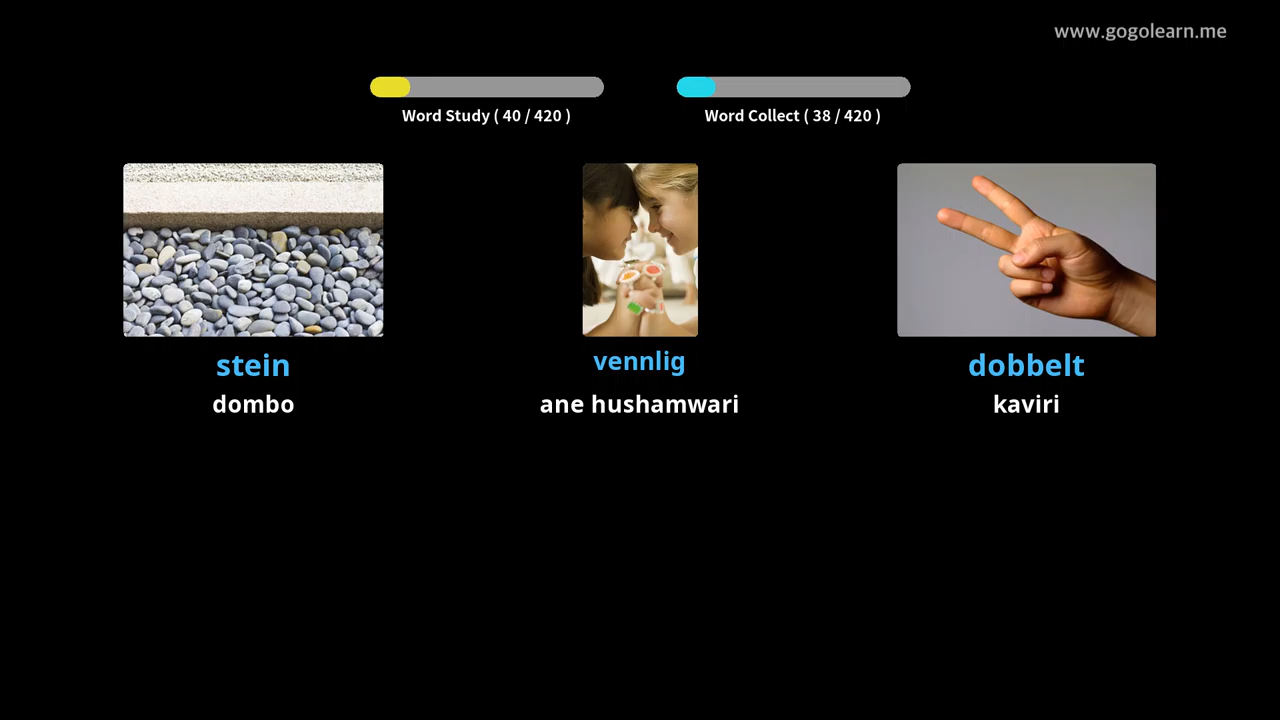 www.gogolearn.me
Word Study ( 40 / 420 )
Word Collect ( 38 / 420 )
stein
dombo
vennlig
ane hushamwari
dobbelt
kaviri